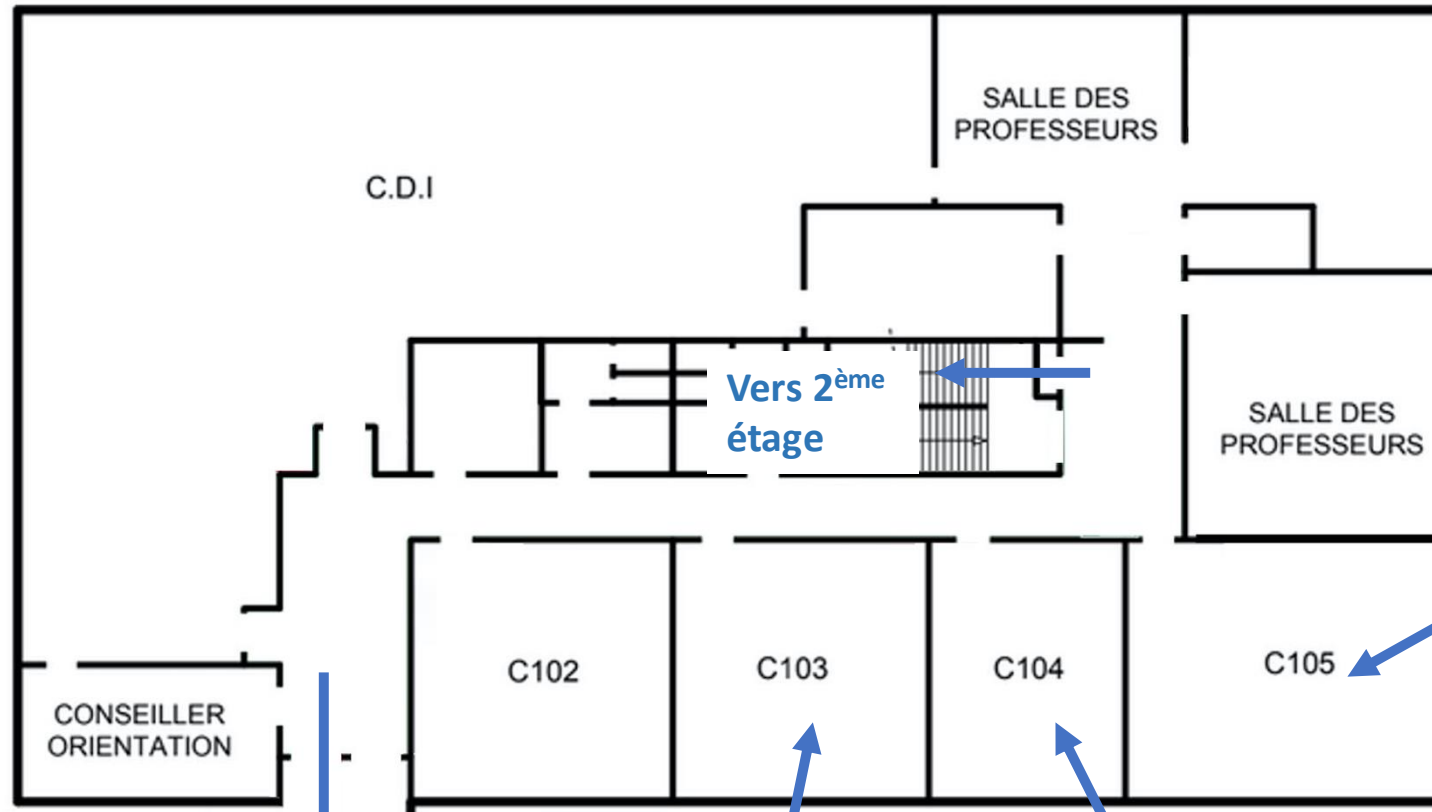 SALLE DES
PROFESSEURS
C.D.I
Vers 2ème
étage
SALLE DES
PROFESSEURS
C102
C103
C104
C105
CONSEILLER
ORIENTATION